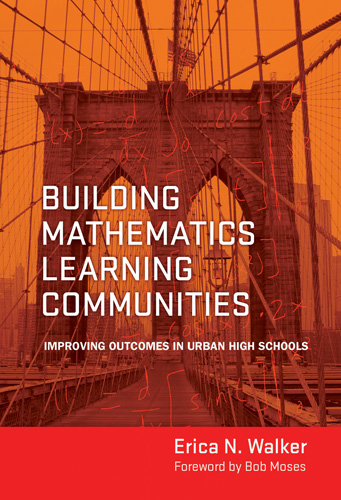 BUILDING
MATHEMATICS
LEARNING
COMMUNITIES
IMPROVING OUTCOMES IN URBAN HIGH SCHOOLS
Erica N. Walker
Foreword by Bob Moses